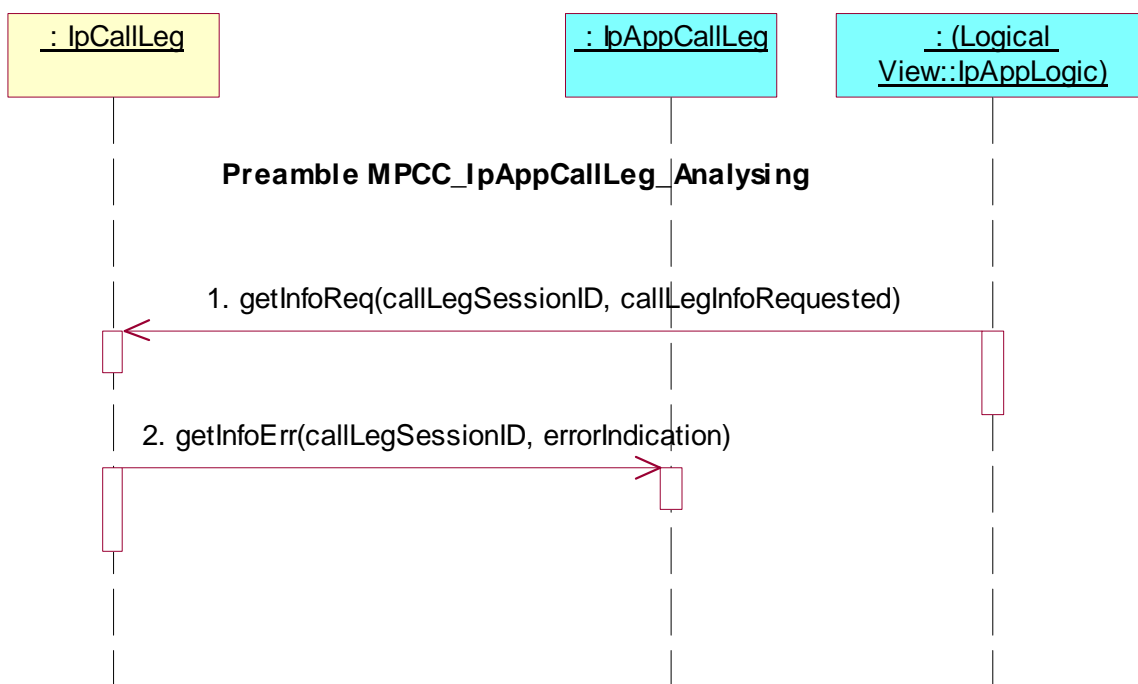 : IpCallLeg
: IpAppCallLeg
: (Logical
View::IpAppLogic)
Preamble MPCC_IpAppCallLeg_Analysing
1. getInfoReq(callLegSessionID, callLegInfoRequested)
2. getInfoErr(callLegSessionID, errorIndication)